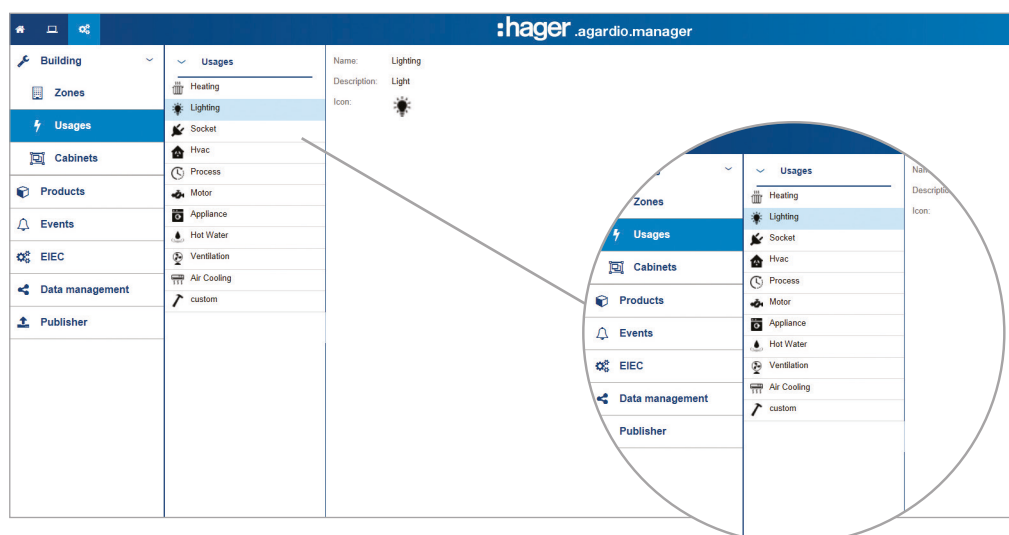 :hager .agardio.manager
Building
Zones
Usages
Cabinets
Products
Events
EIEC
Data management
Publisher
Usages
Heating
Lighting
Socket
Hvac
Process
Motor
Appliance
Hot Water
Ventilation
Air Cooling
custom
Name: Lighting
Description: Light
Icon:
Zones
Usages
Cabinets
Products
Events
EIEC
Data management
Publisher
Usages
Heating
Lighting
Socket
Hvac
Process
Motor
Appliance
Hot Water
Ventilation
Air Cooling
custom
Nam
Descriptio
Icon: